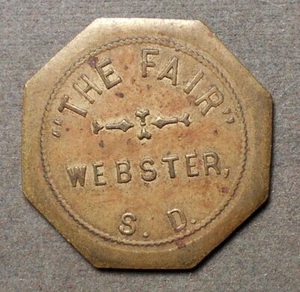 "THE FAIR"
WEBSTER,
S. D.